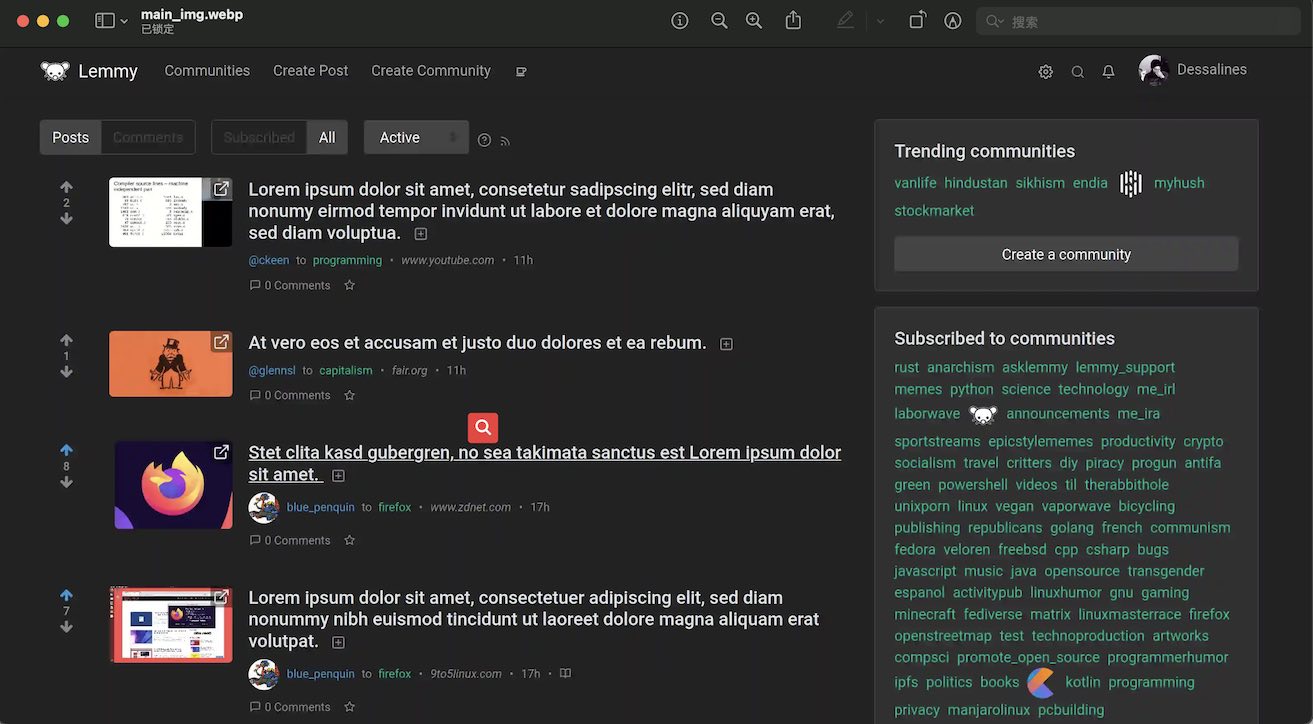 main_img.webp
已锁定
搜索
Lemmy Communities Create Post Create Community
Dessalines
Posts Comments Subscribed All Active
2
Compiler source lines – machine
independent part
Lorem ipsum dolor sit amet, consetetur sadipscing elitr, sed diam
nonumy eirmod tempor invidunt ut labore et dolore magna aliquyam erat,
sed diam voluptua.
@ckeen to programming • www.youtube.com • 11h
0 Comments
1
At vero eos et accusam et justo duo dolores et ea rebum.
@glennsl to capitalism • fair.org • 11h
0 Comments
8
Stet clita kasd gubergren, no sea takimata sanctus est Lorem ipsum dolor
sit amet.
blue_penquin to firefox • www.zdnet.com • 17h
0 Comments
7
Lorem ipsum dolor sit amet, consectetuer adipiscing elit, sed diam
nonummy nibh euismod tincidunt ut laoreet dolore magna aliquam erat
volutpat.
blue_penquin to firefox • 9to5linux.com • 17h •
0 Comments
Trending communities
vanlife hindustan sikhism endia myhush
stockmarket
Create a community
Subscribed to communities
rust anarchism asklemmy lemmy_support
memes python science technology me_irl
laborwave announcements me_ira
sportstreams epicstylememes productivity crypto
socialism travel critters diy piracy progun antifa
green powershell videos til therabbithole
unixporn linux vegan vaporwave bicycling
publishing republicans golang french communism
fedora veloren freebsd cpp csharp bugs
javascript music java opensource transgender
espanol activitypub linuxhumor gnu gaming
minecraft fediverse matrix linuxmasterrace firefox
openstreetmap test technoproduction artworks
compsci promote_open_source programmerhumor
ipfs politics books kotlin programming
privacy manjarolinux pcbuilding